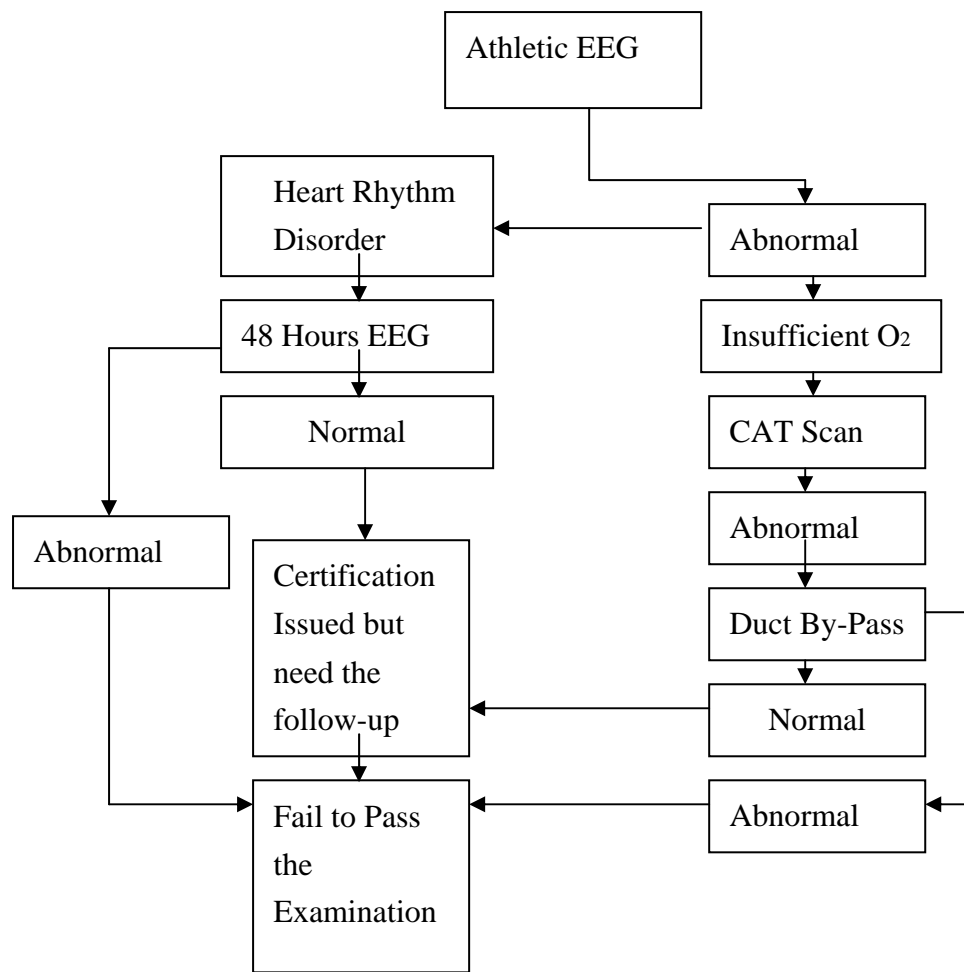 Athletic EEG
Heart Rhythm
Disorder
Abnormal
48 Hours EEG
Insufficient O2
Normal
CAT Scan
Abnormal
Abnormal
Certification
Issued but
need the
follow-up
Duct By-Pass
Normal
Fail to Pass
the
Examination
Abnormal